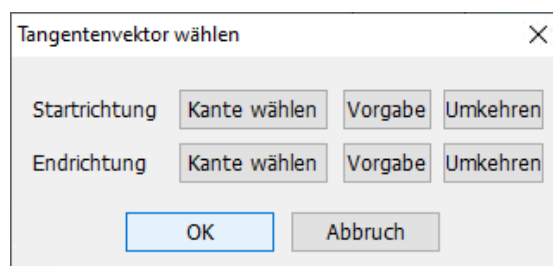 Tangentenvektor wählen
Startrichtung Kante wählen Vorgabe Umkehren
Endrichtung Kante wählen Vorgabe Umkehren
OK Abbruch